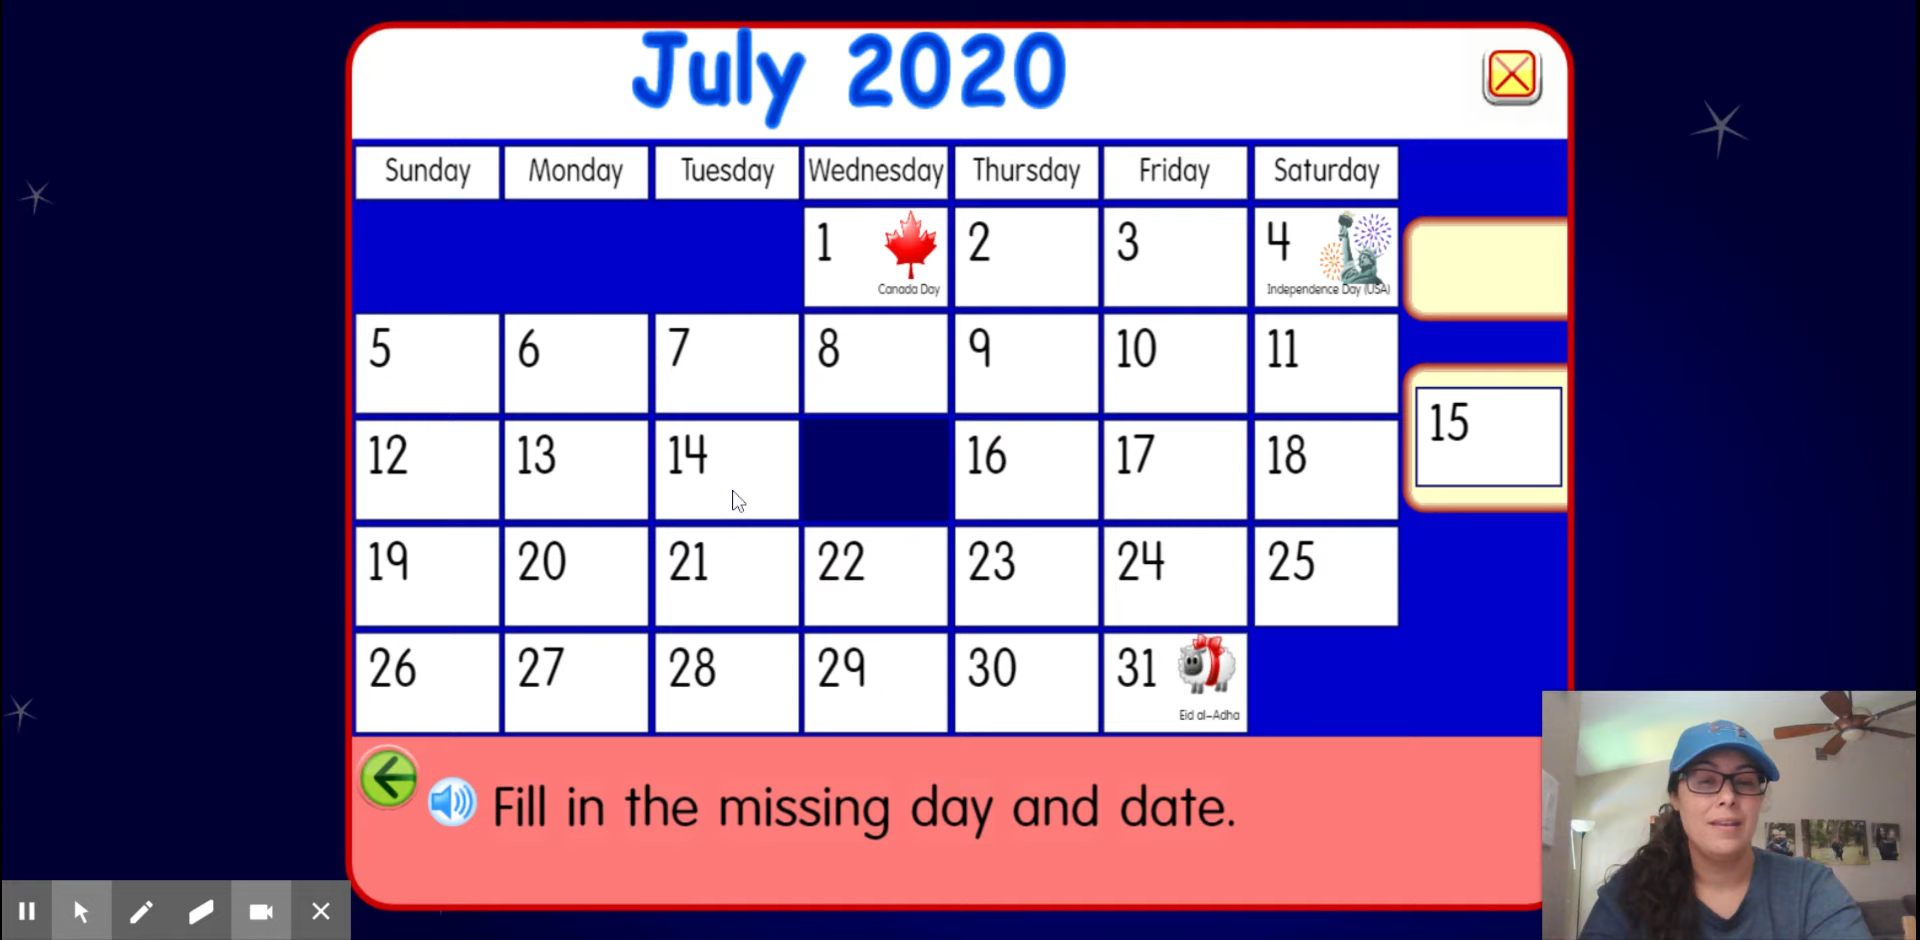 July 2020
Sunday Monday Tuesday Wednesday Thursday Friday Saturday
1 2 3 4
Canada Day Independence Day (USA)
5 6 7 8 9 10 11
12 13 14 16 17 18
15
19 20 21 22 23 24 25
26 27 28 29 30 31
Eid al-Adha
Fill in the missing day and date.